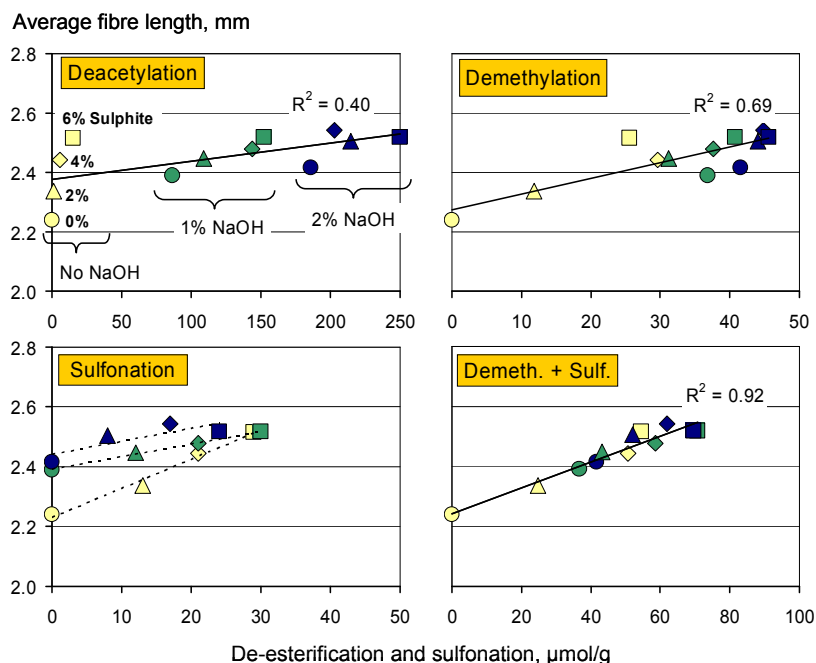 Average fibre length, mm
2.8
2.6
2.4
2.2
2.0
Deacetylation
R² = 0.40
6% Sulphite
4%
2%
0%
1% NaOH
2% NaOH
No NaOH
0 50 100 150 200 250
Demethylation
R² = 0.69
0 10 20 30 40 50
2.8
2.6
2.4
2.2
2.0
Sulfonation
0 10 20 30 40 50
Demeth. + Sulf.
R² = 0.92
0 20 40 60 80 100
De-esterification and sulfonation, µmol/g